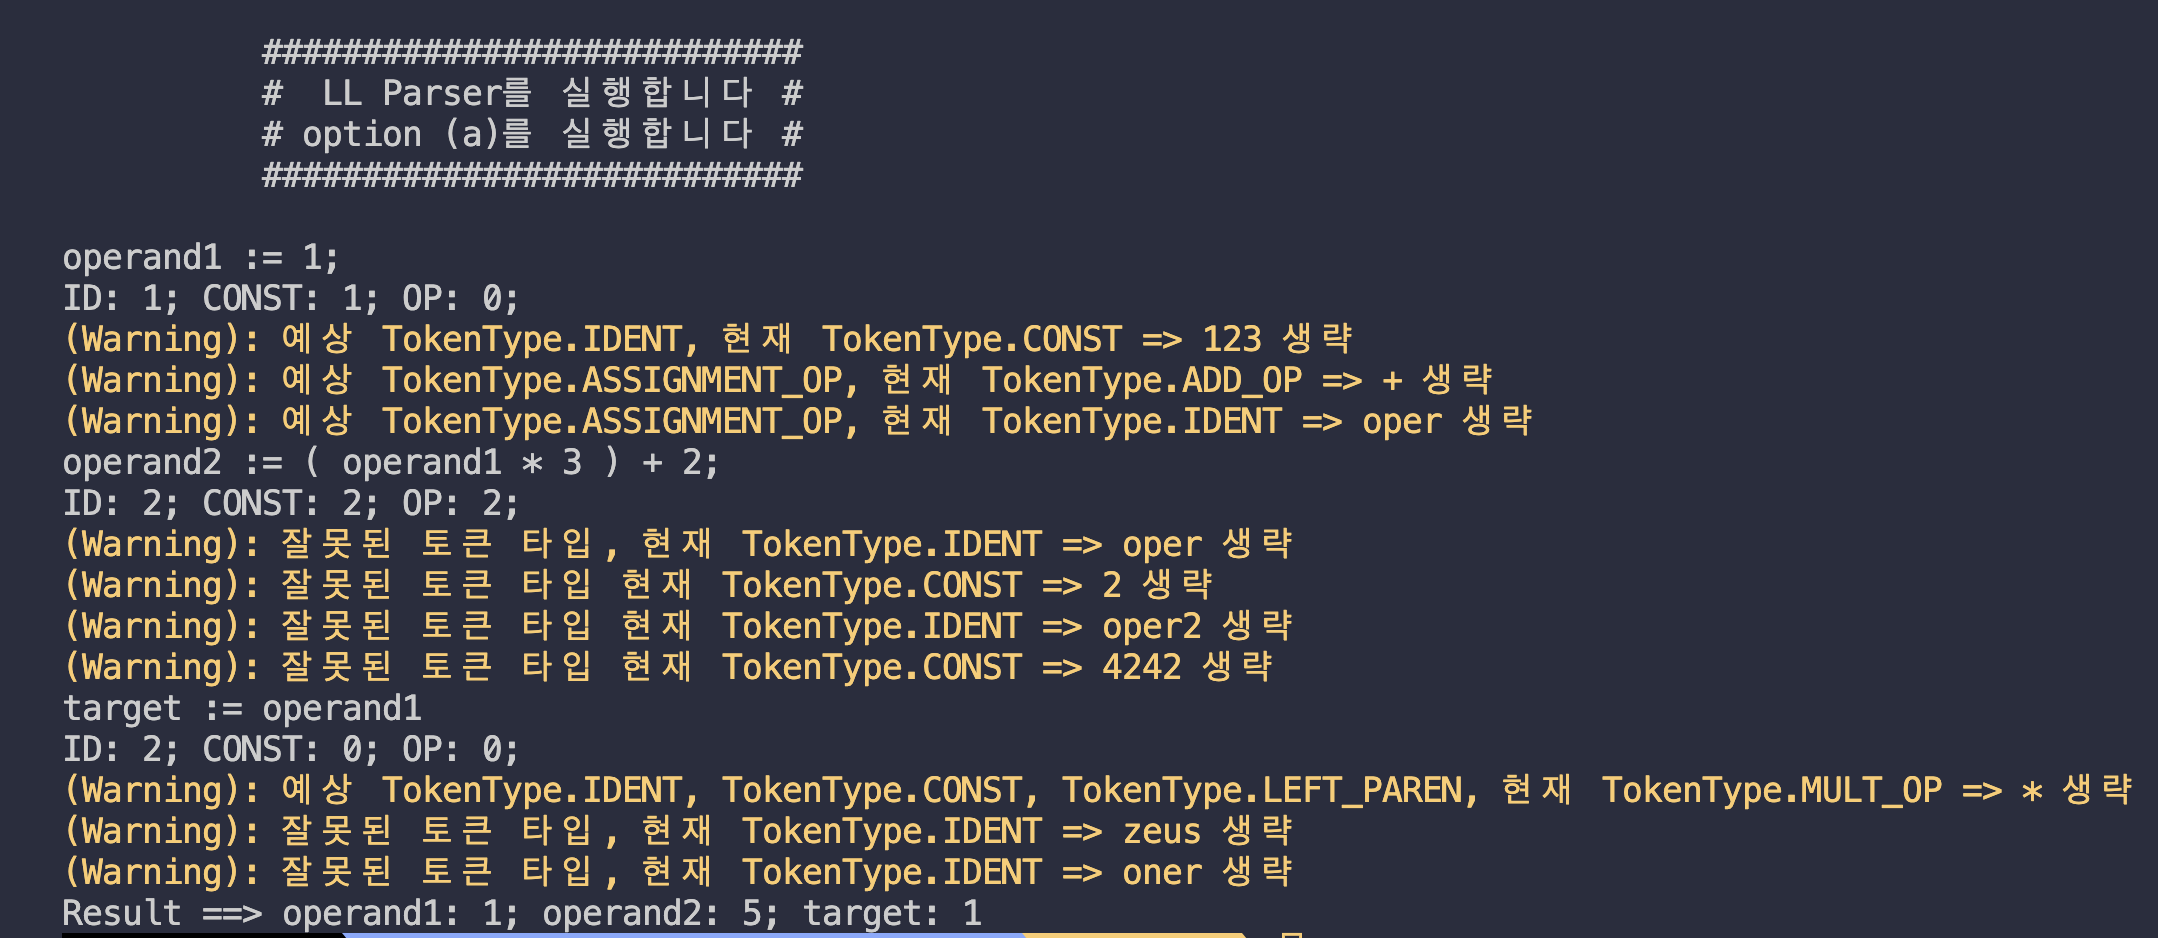 ###########################
#  LL Parser를 실행합니다 #
# option (a)를 실행합니다 #
###########################
operand1 := 1;
ID: 1; CONST: 1; OP: 0;
(Warning): 예상 TokenType.IDENT, 현재 TokenType.CONST => 123 생략
(Warning): 예상 TokenType.ASSIGNMENT_OP, 현재 TokenType.ADD_OP => + 생략
(Warning): 예상 TokenType.ASSIGNMENT_OP, 현재 TokenType.IDENT => oper 생략
operand2 := ( operand1 * 3 ) + 2;
ID: 2; CONST: 2; OP: 2;
(Warning): 잘못된 토큰 타입, 현재 TokenType.IDENT => oper 생략
(Warning): 잘못된 토큰 타입 현재 TokenType.CONST => 2 생략
(Warning): 잘못된 토큰 타입 현재 TokenType.IDENT => oper2 생략
(Warning): 잘못된 토큰 타입 현재 TokenType.CONST => 4242 생략
target := operand1
ID: 2; CONST: 0; OP: 0;
(Warning): 예상 TokenType.IDENT, TokenType.CONST, TokenType.LEFT_PAREN, 현재 TokenType.MULT_OP => * 생략
(Warning): 잘못된 토큰 타입, 현재 TokenType.IDENT => zeus 생략
(Warning): 잘못된 토큰 타입, 현재 TokenType.IDENT => oner 생략
Result ==> operand1: 1; operand2: 5; target: 1